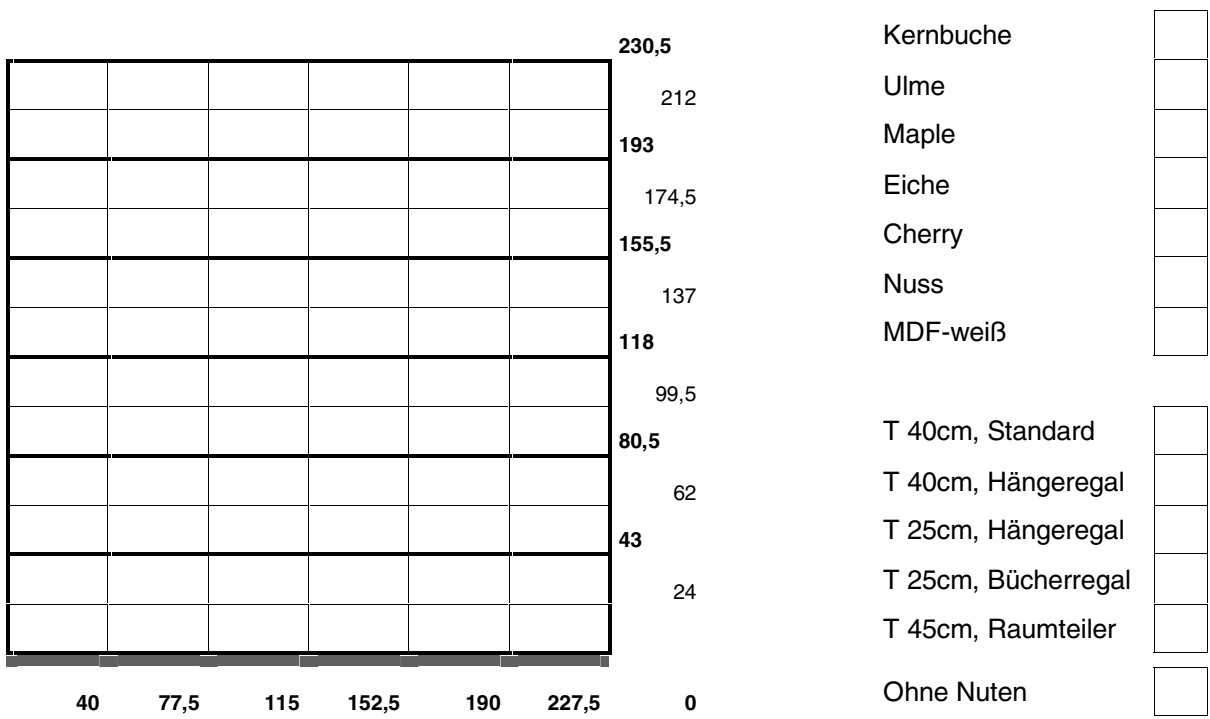 230,5
212
193
174,5
155,5
137
118
99,5
80,5
62
43
24
40 77,5 115 152,5 190 227,5 0
Kernbuche
Ulme
Maple
Eiche
Cherry
Nuss
MDF-weiß
T 40cm, Standard
T 40cm, Hängeregal
T 25cm, Hängeregal
T 25cm, Bücherregal
T 45cm, Raumteiler
Ohne Nuten